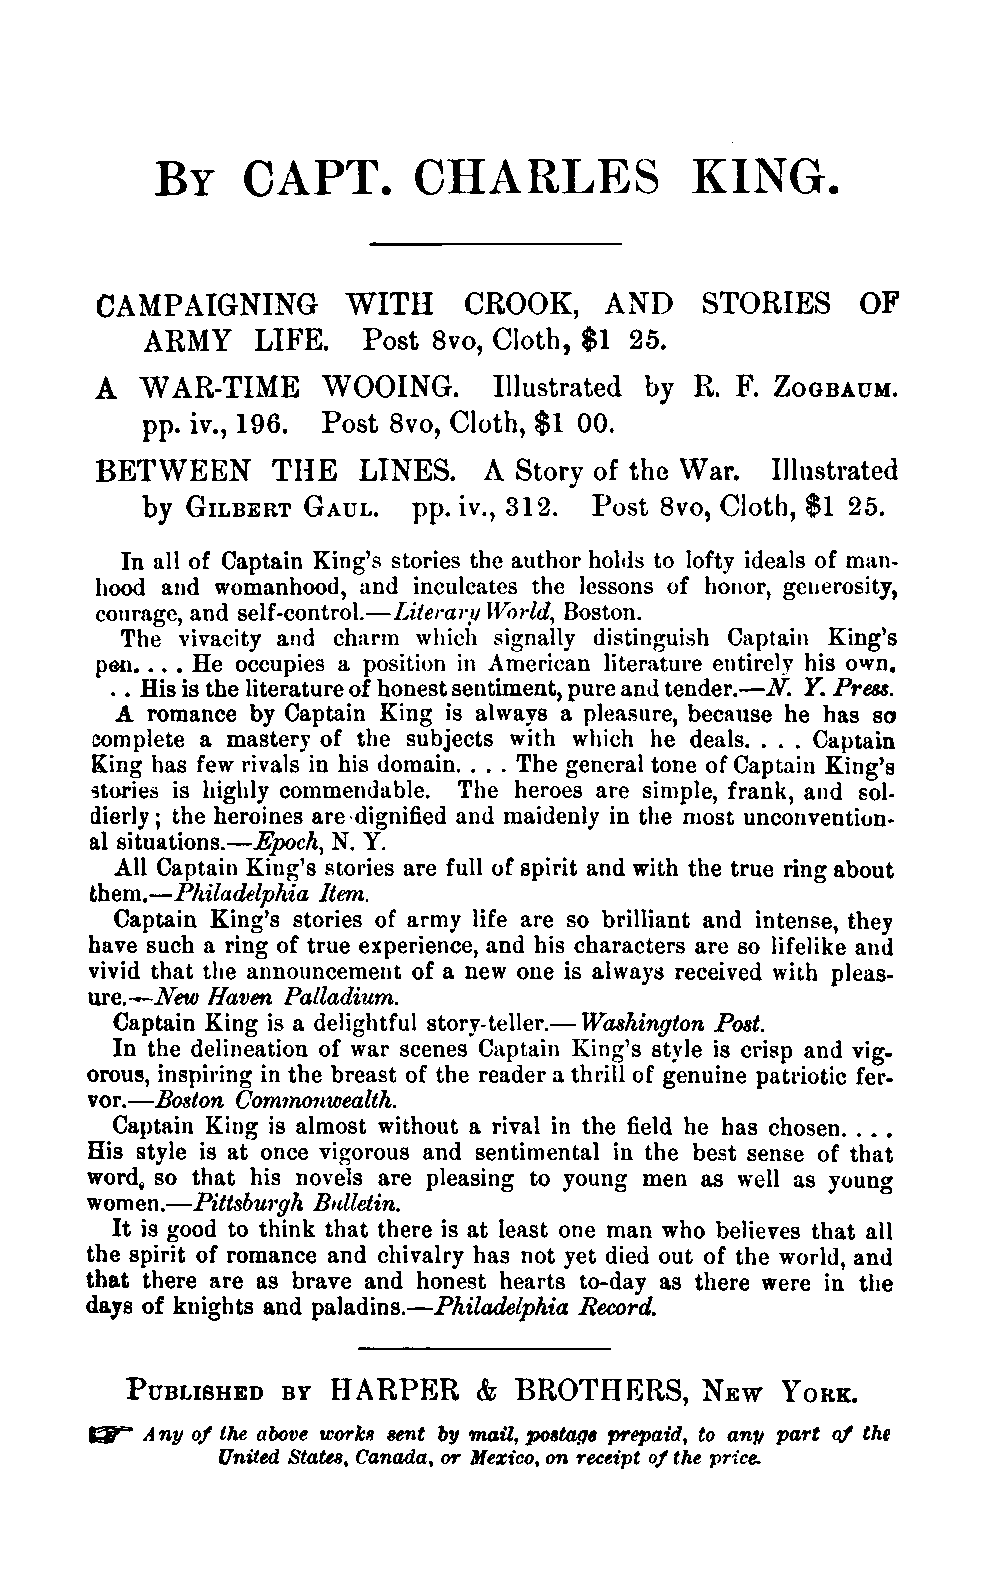 By CAPT. CHARLES KING.
CAMPAIGNING WITH CROOK, AND STORIES OF
ARMY LIFE. Post 8vo, Cloth, $1 25.
A WAR-TIME WOOING. Illustrated by R. F. Zogbaum.
pp. iv., 196. Post 8vo, Cloth, $1 00.
BETWEEN THE LINES. A Story of the War. Illustrated
by Gilbert Gaul. pp. iv., 312. Post 8vo, Cloth, $1 25.
In all of Captain King's stories the author holds to lofty ideals of man-
hood and womanhood, and inculcates the lessons of honor, generosity,
courage, and self-control.—Literary World, Boston.
The vivacity and charm which signally distinguish Captain King's
pen. . . . He occupies a position in American literature entirely his own.
. . His is the literature of honest sentiment, pure and tender.—N. Y. Press.
A romance by Captain King is always a pleasure, because he has so
complete a mastery of the subjects with which he deals. . . . Captain
King has few rivals in his domain. . . . The general tone of Captain King's
stories is highly commendable. The heroes are simple, frank, and sol-
dierly; the heroines are dignified and maidenly in the most unconvention-
al situations.—Epoch, N. Y.
All Captain King's stories are full of spirit and with the true ring about
them.—Philadelphia Item.
Captain King's stories of army life are so brilliant and intense, they
have such a ring of true experience, and his characters are so lifelike and
vivid that the announcement of a new one is always received with pleas-
ure.—New Haven Palladium.
Captain King is a delightful story-teller.—Washington Post.
In the delineation of war scenes Captain King's style is crisp and vig-
orous, inspiring in the breast of the reader a thrill of genuine patriotic fer-
vor.—Boston Commonwealth.
Captain King is almost without a rival in the field he has chosen. . . .
His style is at once vigorous and sentimental in the best sense of that
word, so that his novels are pleasing to young men as well as young
women.—Pittsburgh Bulletin.
It is good to think that there is at least one man who believes that all
the spirit of romance and chivalry has not yet died out of the world, and
that there are as brave and honest hearts to-day as there were in the
days of knights and paladins.—Philadelphia Record.
Published by HARPER & BROTHERS, New York.
☞ Any of the above works sent by mail, postage prepaid, to any part of the
United States, Canada, or Mexico, on receipt of the price.